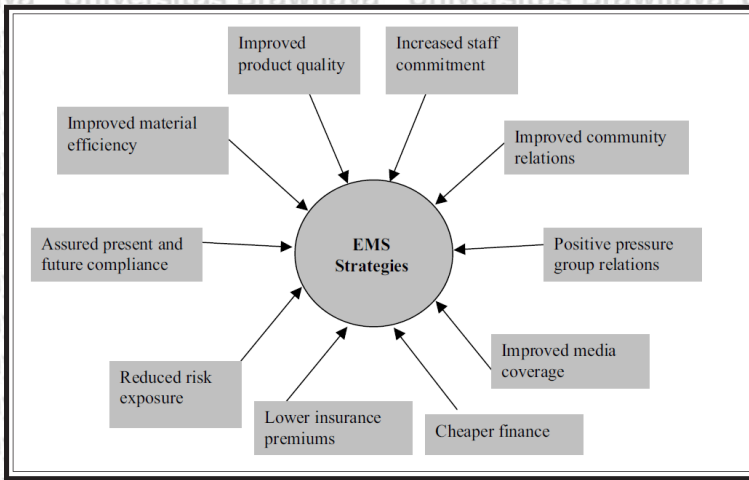 Improved
product quality
Increased staff
commitment
Improved material
efficiency
Improved community
relations
Assured present and
future compliance
EMS
Strategies
Positive pressure
group relations
Reduced risk
exposure
Improved media
coverage
Lower insurance
premiums
Cheaper finance